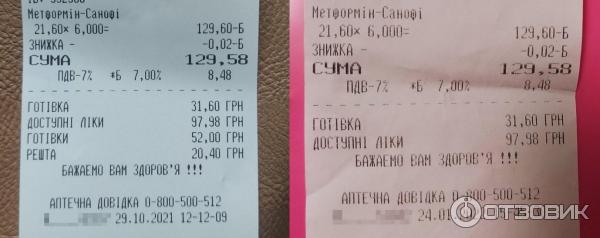 Метформін-Санофі
21,60× 6,000= 129,60-Б
ЗНИЖКА - -0,02-Б
СУМА 129,58
ПДВ-7% *Б 7,00% 8,48
ГОТІВКА 31,60 ГРН
ДОСТУПНІ ЛІКИ 97,98 ГРН
ГОТІВКИ 52,00 ГРН
РЕШТА 20,40 ГРН
БАЖАЄМО ВАМ ЗДОРОВ'Я !!!
АПТЕЧНА ДОВІДКА 0-800-500-512
29.10.2021 12-12-09
Метформін-Санофі
21,60× 6,000= 129,60-Б
ЗНИЖКА - -0,02-Б
СУМА 129,58
ПДВ-7% *Б 7,00% 8,48
ГОТІВКА 31,60 ГРН
ДОСТУПНІ ЛІКИ 97,98 ГРН
БАЖАЄМО ВАМ ЗДОРОВ'Я !!!
АПТЕЧНА ДОВІДКА 0-800-500-512
ОТЗОВИК